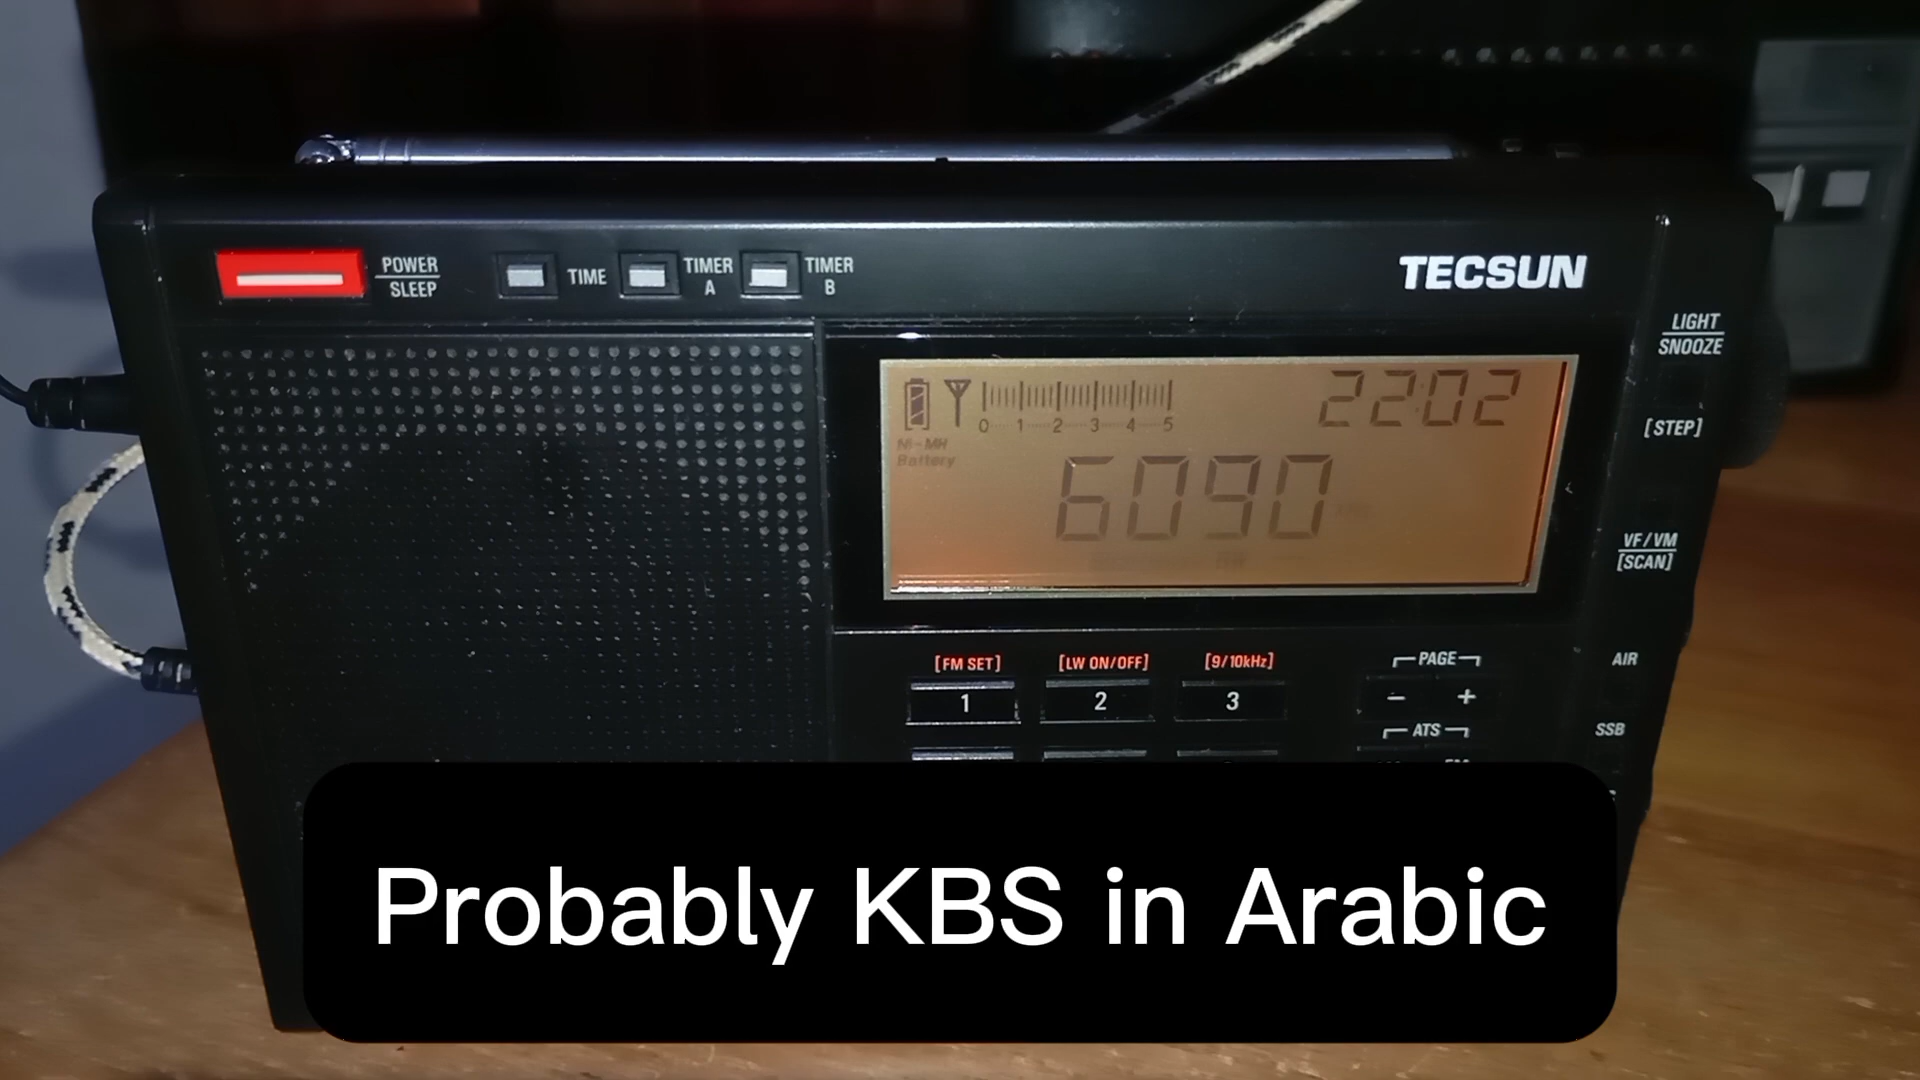 POWER
SLEEP
TIME
TIMER
A
TIMER
B
TECSUN
LIGHT
SNOOZE
0 1 2 3 4 5
22:02
Ni-MH
Battery
6090
[STEP]
VF/VM
[SCAN]
[FM SET] [LW ON/OFF] [9/10kHz]
PAGE
AIR
1 2 3
- +
ATS
SSB
Probably KBS in Arabic